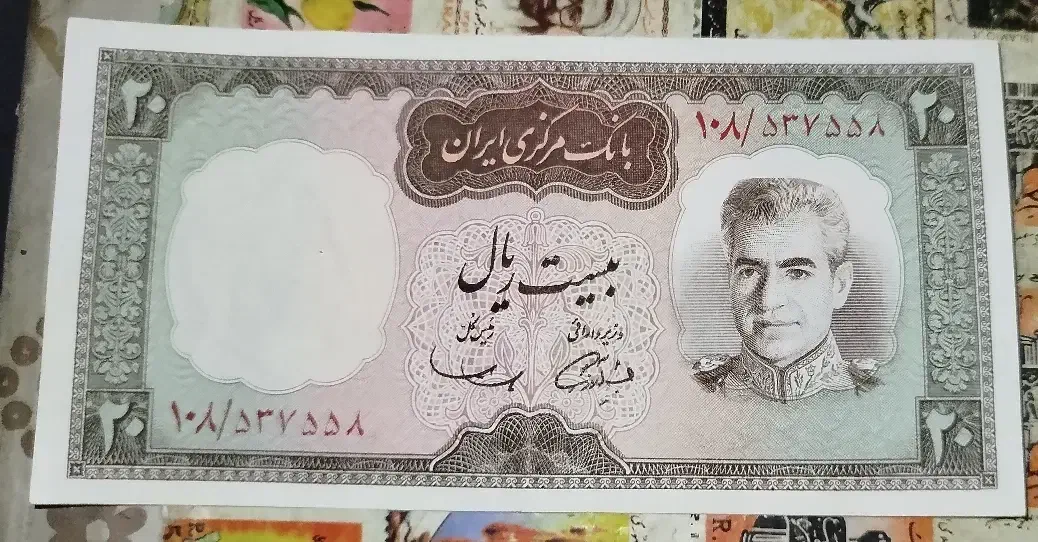 ۲۰
بانک مرکزی ایران
۱۰۸/۵۳۷۵۵۸
۲۰
بیست ریال
وزیر دارائی
رئیس کل
۱۰۸/۵۳۷۵۵۸
۲۰
۲۰